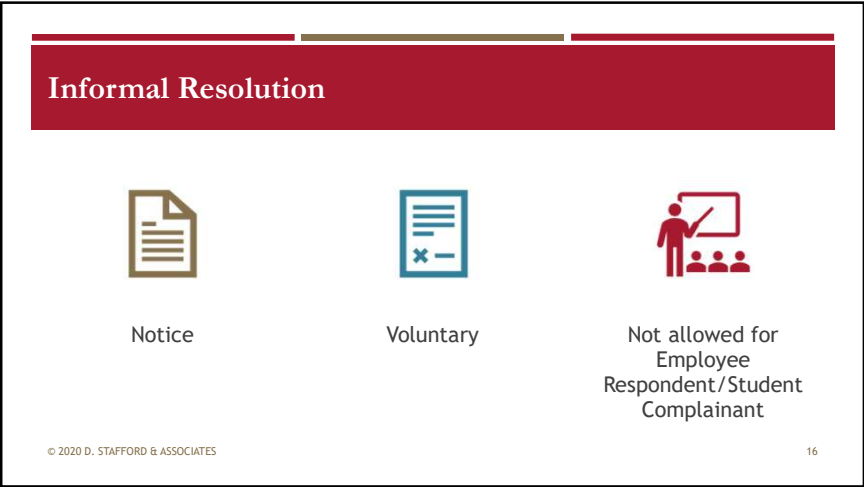 Informal Resolution
Notice
Voluntary
Not allowed for
Employee
Respondent/Student
Complainant
© 2020 D. STAFFORD & ASSOCIATES
16